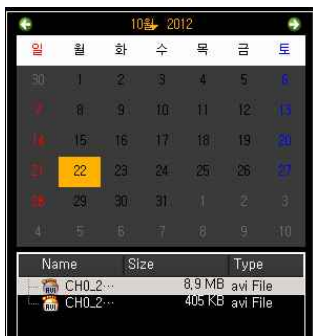 10월 2012
일 월 화 수 목 금 토
30 1 2 3 4 5 6
7 8 9 10 11 12 13
14 15 16 17 18 19 20
21 22 23 24 25 26 27
28 29 30 31 1 2 3
4 5 6 7 8 9 10
Name Size Type
CH0_2... 8,9 MB avi File
CH0_2... 405 KB avi File